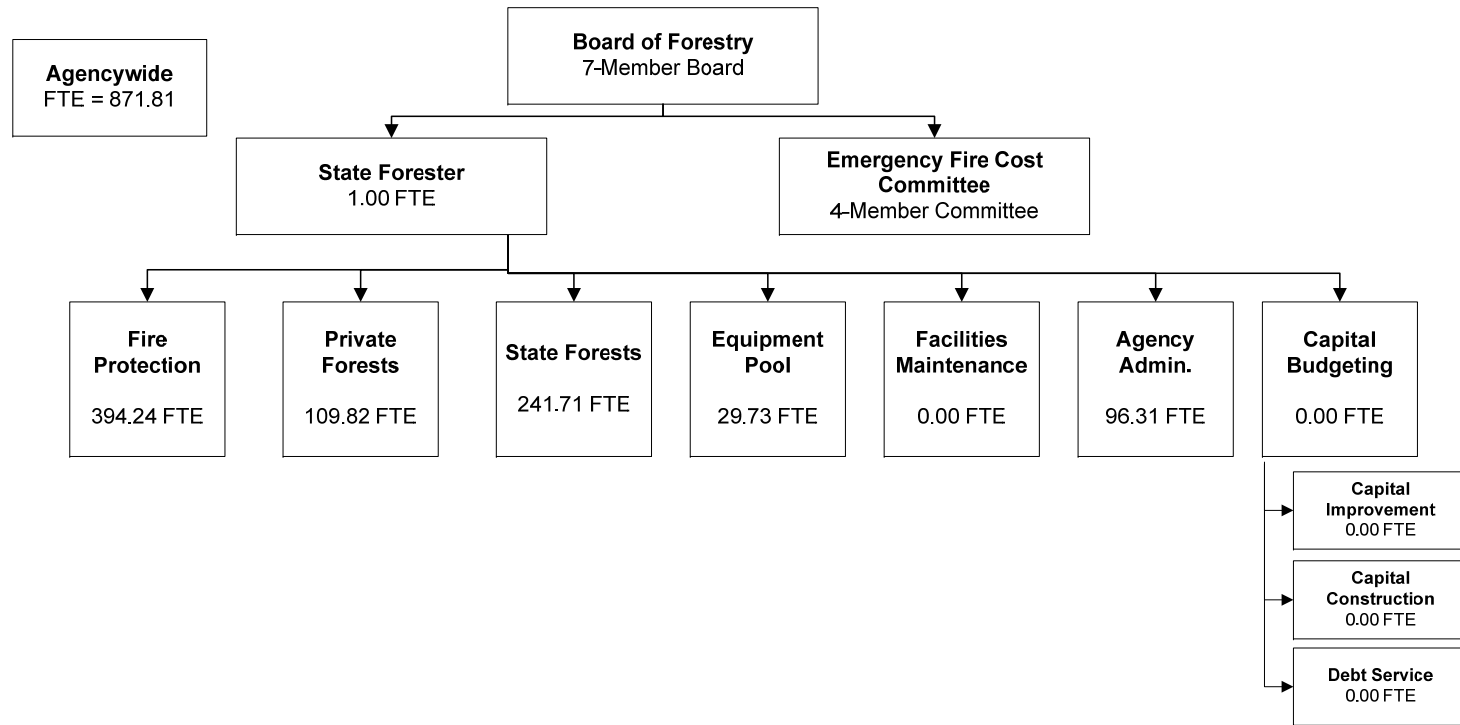 Board of Forestry
7-Member Board
Agencywide
FTE = 871.81
State Forester
1.00 FTE
Emergency Fire Cost
Committee
4-Member Committee
Fire
Protection
394.24 FTE
Private
Forests
109.82 FTE
State Forests
241.71 FTE
Equipment
Pool
29.73 FTE
Facilities
Maintenance
0.00 FTE
Agency
Admin.
96.31 FTE
Capital
Budgeting
0.00 FTE
Capital
Improvement
0.00 FTE
Capital
Construction
0.00 FTE
Debt Service
0.00 FTE